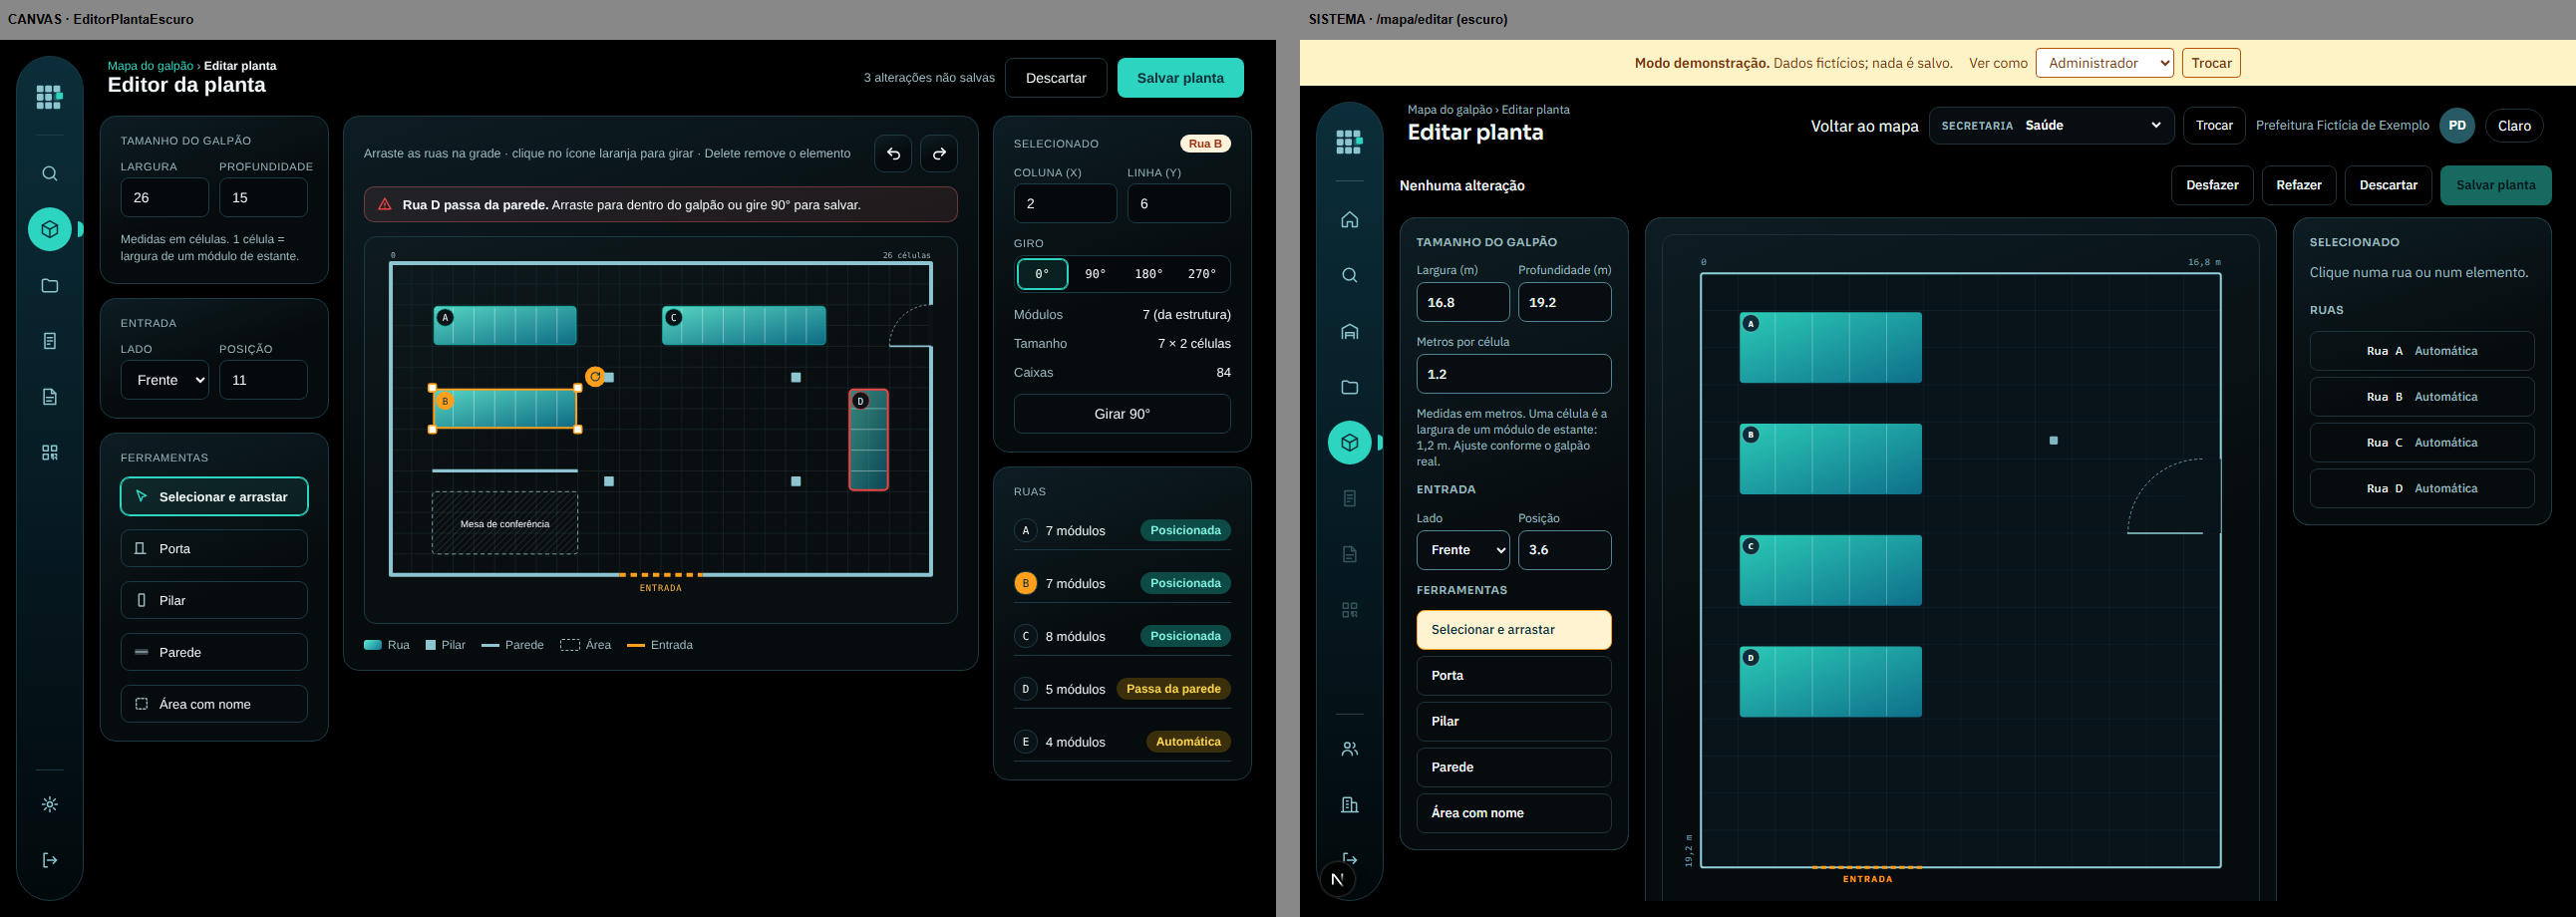 CANVAS · EditorPlantaEscuro
Mapa do galpão › Editar planta
Editor da planta
3 alterações não salvas
Descartar
Salvar planta
TAMANHO DO GALPÃO
LARGURA PROFUNDIDADE
26 15
Medidas em células. 1 célula =
largura de um módulo de estante.
ENTRADA
LADO POSIÇÃO
Frente 11
FERRAMENTAS
Selecionar e arrastar
Porta
Pilar
Parede
Área com nome
Arraste as ruas na grade · clique no ícone laranja para girar · Delete remove o elemento
Rua D passa da parede. Arraste para dentro do galpão ou gire 90° para salvar.
0 26 células
A C
B D
Mesa de conferência
ENTRADA
Rua Pilar Parede Área Entrada
SELECIONADO Rua B
COLUNA (X) LINHA (Y)
2 6
GIRO
0° 90° 180° 270°
Módulos 7 (da estrutura)
Tamanho 7 × 2 células
Caixas 84
Girar 90°
RUAS
A 7 módulos Posicionada
B 7 módulos Posicionada
C 8 módulos Posicionada
D 5 módulos Passa da parede
E 4 módulos Automática
SISTEMA · /mapa/editar (escuro)
Modo demonstração. Dados fictícios; nada é salvo. Ver como Administrador Trocar
Mapa do galpão › Editar planta
Editar planta
Voltar ao mapa SECRETARIA Saúde Trocar Prefeitura Fictícia de Exemplo PD Claro
Nenhuma alteração
Desfazer Refazer Descartar Salvar planta
TAMANHO DO GALPÃO
Largura (m) Profundidade (m)
16.8 19.2
Metros por célula
1.2
Medidas em metros. Uma célula é a
largura de um módulo de estante:
1,2 m. Ajuste conforme o galpão
real.
ENTRADA
Lado Posição
Frente 3.6
FERRAMENTAS
Selecionar e arrastar
Porta
Pilar
Parede
Área com nome
N
0 16,8 m
A
B
C
D
19,2 m
ENTRADA
SELECIONADO
Clique numa rua ou num elemento.
RUAS
Rua A Automática
Rua B Automática
Rua C Automática
Rua D Automática